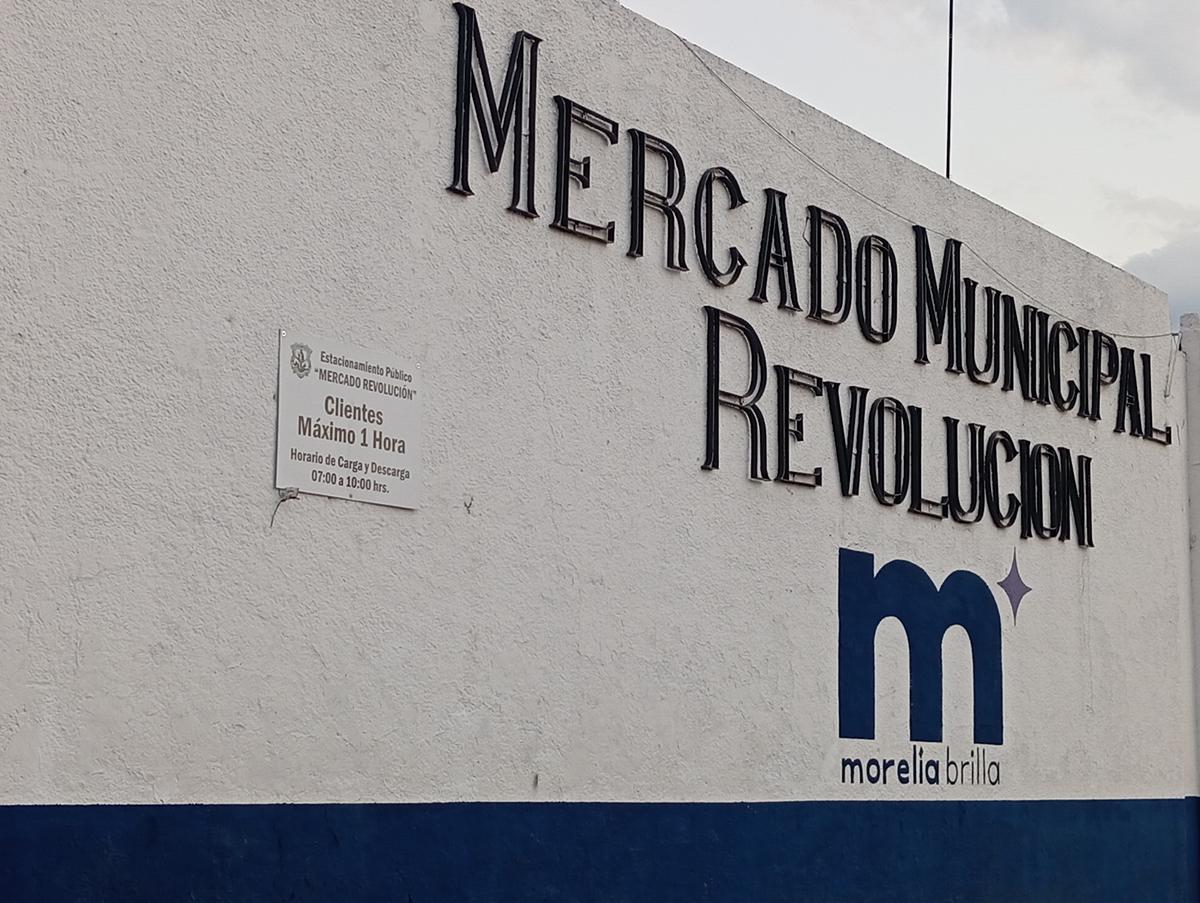 MERCADO MUNICIPAL
REVOLUCION
Estacionamiento Público
"MERCADO REVOLUCIÓN"
Clientes
Máximo 1 Hora
Horario de Carga y Descarga
07:00 a 10:00 hrs.
m
morelia brilla